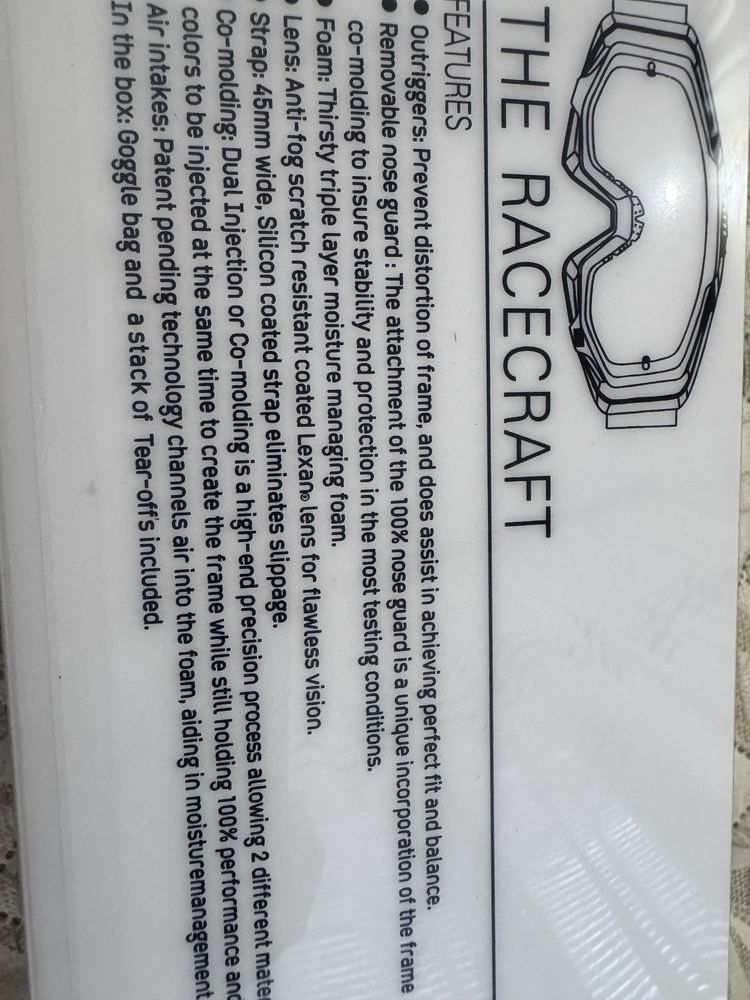 THE RACECRAFT
FEATURES
• Outriggers: Prevent distortion of frame, and does assist in achieving perfect fit and balance.
• Removable nose guard : The attachment of the 100% nose guard is a unique incorporation of the frame
co-molding to insure stability and protection in the most testing conditions.
• Foam: Thirsty triple layer moisture managing foam.
• Lens: Anti-fog scratch resistant coated Lexan® lens for flawless vision.
• Strap: 45mm wide, Silicon coated strap eliminates slippage.
• Co-molding: Dual Injection or Co-molding is a high-end precision process allowing 2 different
colors to be injected at the same time to create the frame while still holding 100% performance
Air intakes: Patent pending technology channels air into the foam, aiding in moisturemanagement
In the box: Goggle bag and a stack of Tear-off's included.